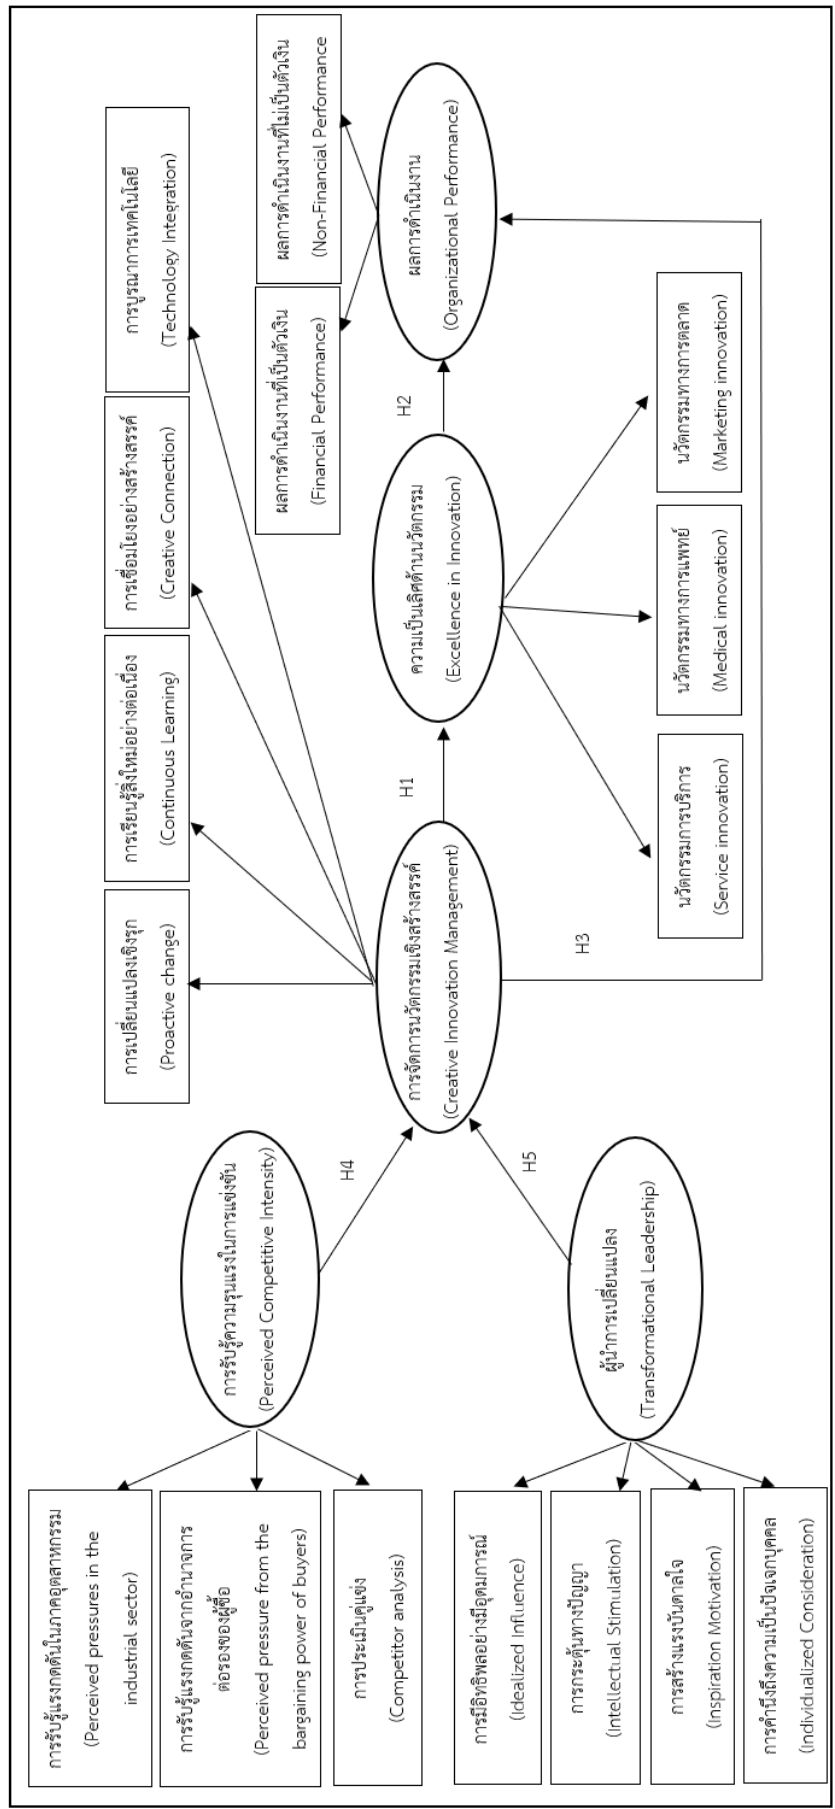 การรับรู้แรงกดดันในภาคอุตสาหกรรม
(Perceived pressures in the
industrial sector)
การรับรู้แรงกดดันจากอำนาจการ
ต่อรองของผู้ซื้อ
(Perceived pressure from the
bargaining power of buyers)
การประเมินคู่แข่ง
(Competitor analysis)
การมีอิทธิพลอย่างมีอุดมการณ์
(Idealized Influence)
การกระตุ้นทางปัญญา
(Intellectual Stimulation)
การสร้างแรงบันดาลใจ
(Inspiration Motivation)
การคำนึงถึงความเป็นปัจเจกบุคคล
(Individualized Consideration)
การรับรู้ความรุนแรงในการแข่งขัน
(Perceived Competitive Intensity)
ผู้นำการเปลี่ยนแปลง
(Transformational Leadership)
H4
H5
การเปลี่ยนแปลงเชิงรุก
(Proactive change)
การเรียนรู้สิ่งใหม่อย่างต่อเนื่อง
(Continuous Learning)
การเชื่อมโยงอย่างสร้างสรรค์
(Creative Connection)
การบูรณาการเทคโนโลยี
(Technology Integration)
การจัดการนวัตกรรมเชิงสร้างสรรค์
(Creative Innovation Management)
H1
H3
ความเป็นเลิศด้านนวัตกรรม
(Excellence in Innovation)
H2
นวัตกรรมการบริการ
(Service innovation)
นวัตกรรมทางการแพทย์
(Medical innovation)
นวัตกรรมทางการตลาด
(Marketing innovation)
ผลการดำเนินงานที่เป็นตัวเงิน
(Financial Performance)
ผลการดำเนินงานที่ไม่เป็นตัวเงิน
(Non-Financial Performance
ผลการดำเนินงาน
(Organizational Performance)